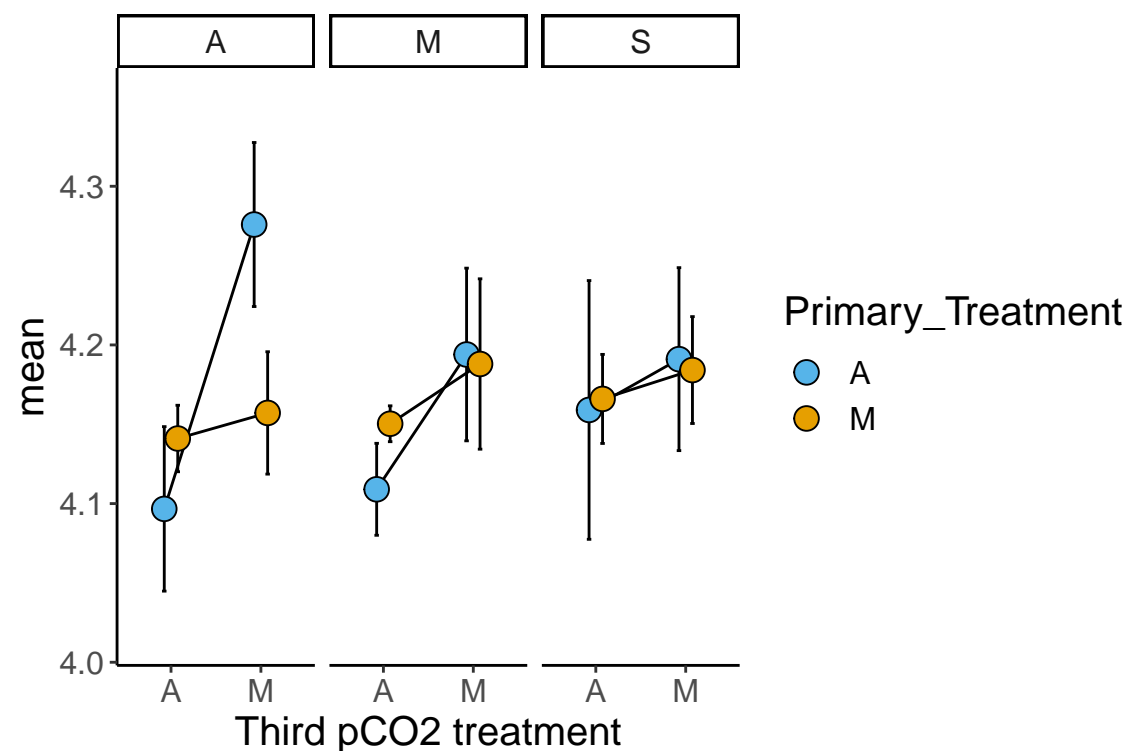 A M S
4.3
4.2
4.1
4.0
mean
A M A M A M
Third pCO2 treatment
Primary_Treatment
A
M